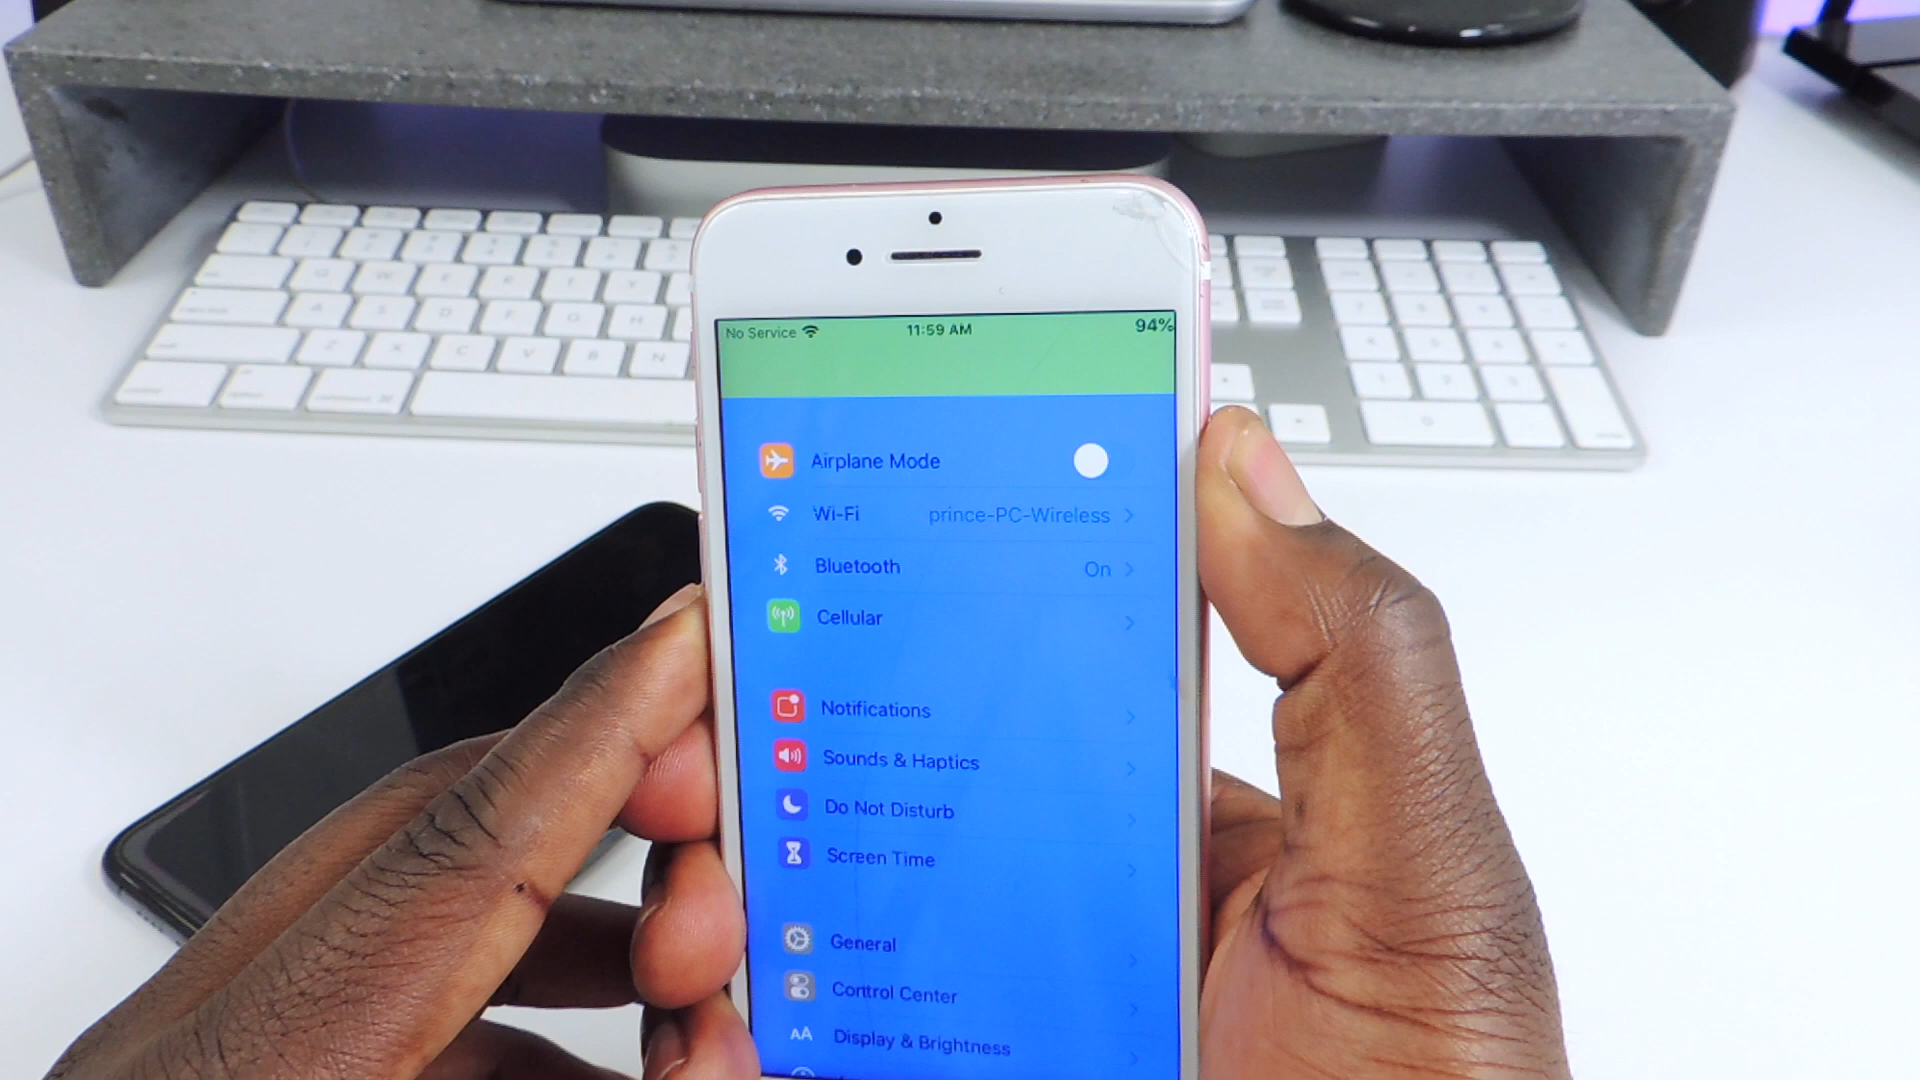 No Service 11:59 AM 94%
Airplane Mode
Wi-Fi prince-PC-Wireless
Bluetooth On
Cellular
Notifications
Sounds & Haptics
Do Not Disturb
Screen Time
General
Control Center
AA Display & Brightness